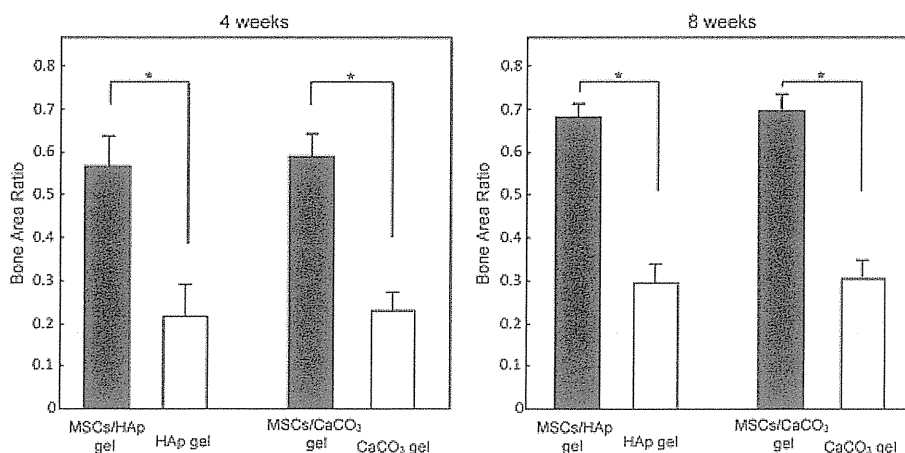 4 weeks
0.8
0.7
0.6
0.5
0.4
0.3
0.2
0.1
0
Bone Area Ratio
*
*
MSCs/HAp
gel
HAp gel
MSCs/CaCO₃
gel
CaCO₃ gel
8 weeks
0.8
0.7
0.6
0.5
0.4
0.3
0.2
0.1
0
Bone Area Ratio
*
*
MSCs/HAp
gel
HAp gel
MSCs/CaCO₃
gel
CaCO₃ gel